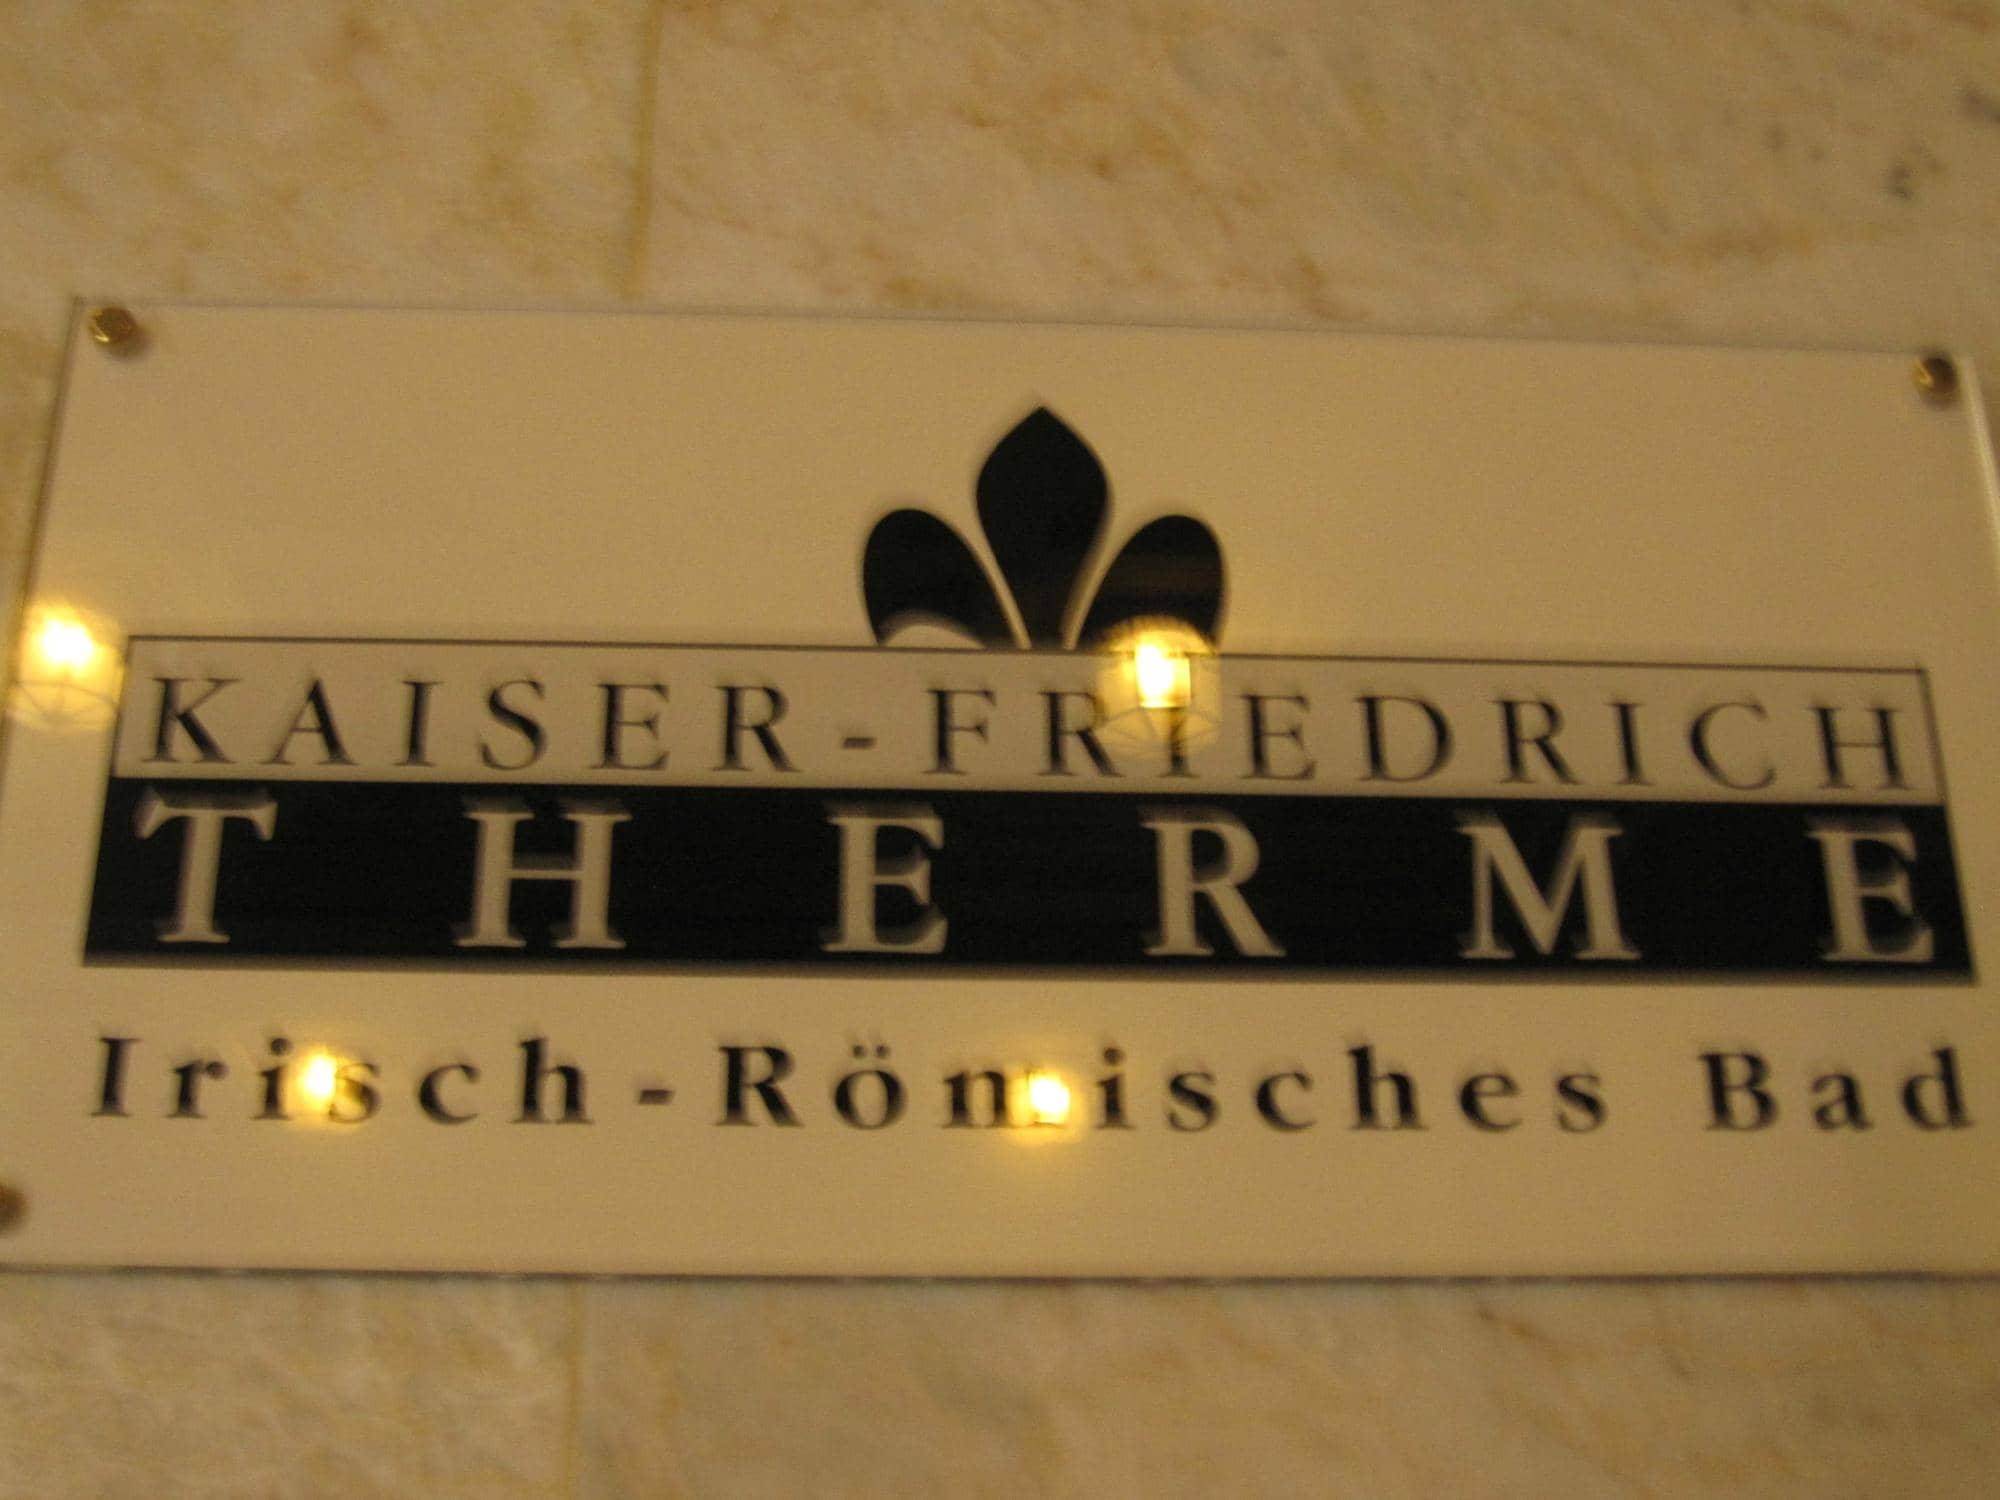 KAISER-FRIEDRICH
THERME
Irisch-Römisches Bad